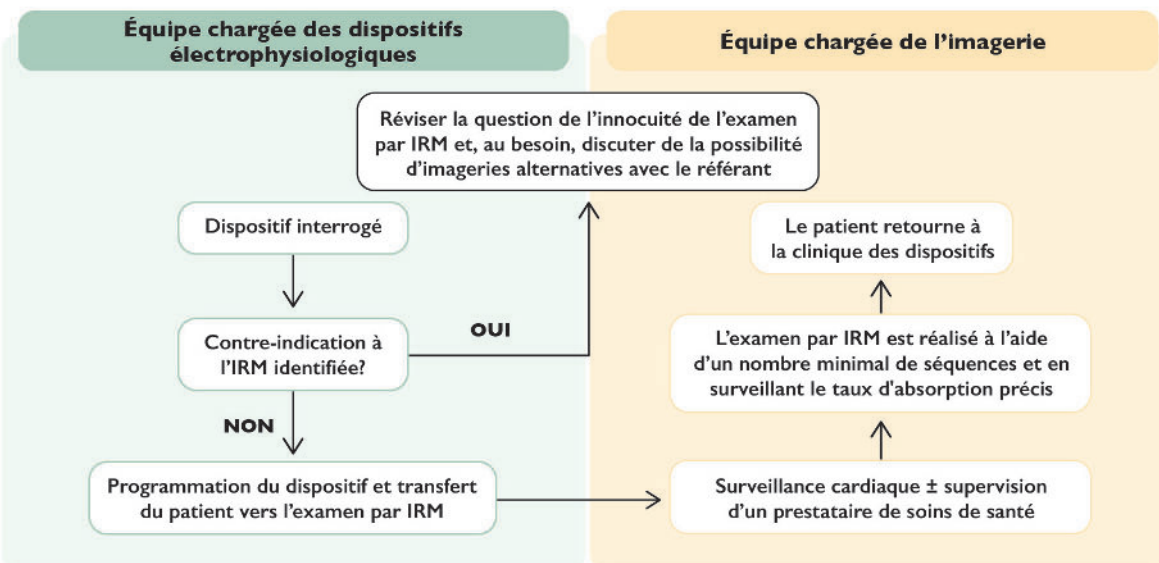 Équipe chargée des dispositifs
électrophysiologiques
Équipe chargée de l’imagerie
Réviser la question de l’innocuité de l’examen
par IRM et, au besoin, discuter de la possibilité
d’imageries alternatives avec le référant
Dispositif interrogé
Contre-indication à
l’IRM identifiée?
OUI
NON
Programmation du dispositif et transfert
du patient vers l’examen par IRM
Le patient retourne à
la clinique des dispositifs
L’examen par IRM est réalisé à l’aide
d’un nombre minimal de séquences et en
surveillant le taux d'absorption précis
Surveillance cardiaque ± supervision
d’un prestataire de soins de santé